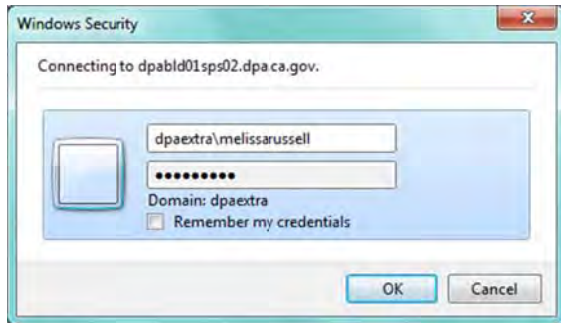 Windows Security
Connecting to dpabld01sps02.dpa.ca.gov.
dpaextra\melissarussell
•••••••••
Domain: dpaextra
Remember my credentials
OK
Cancel